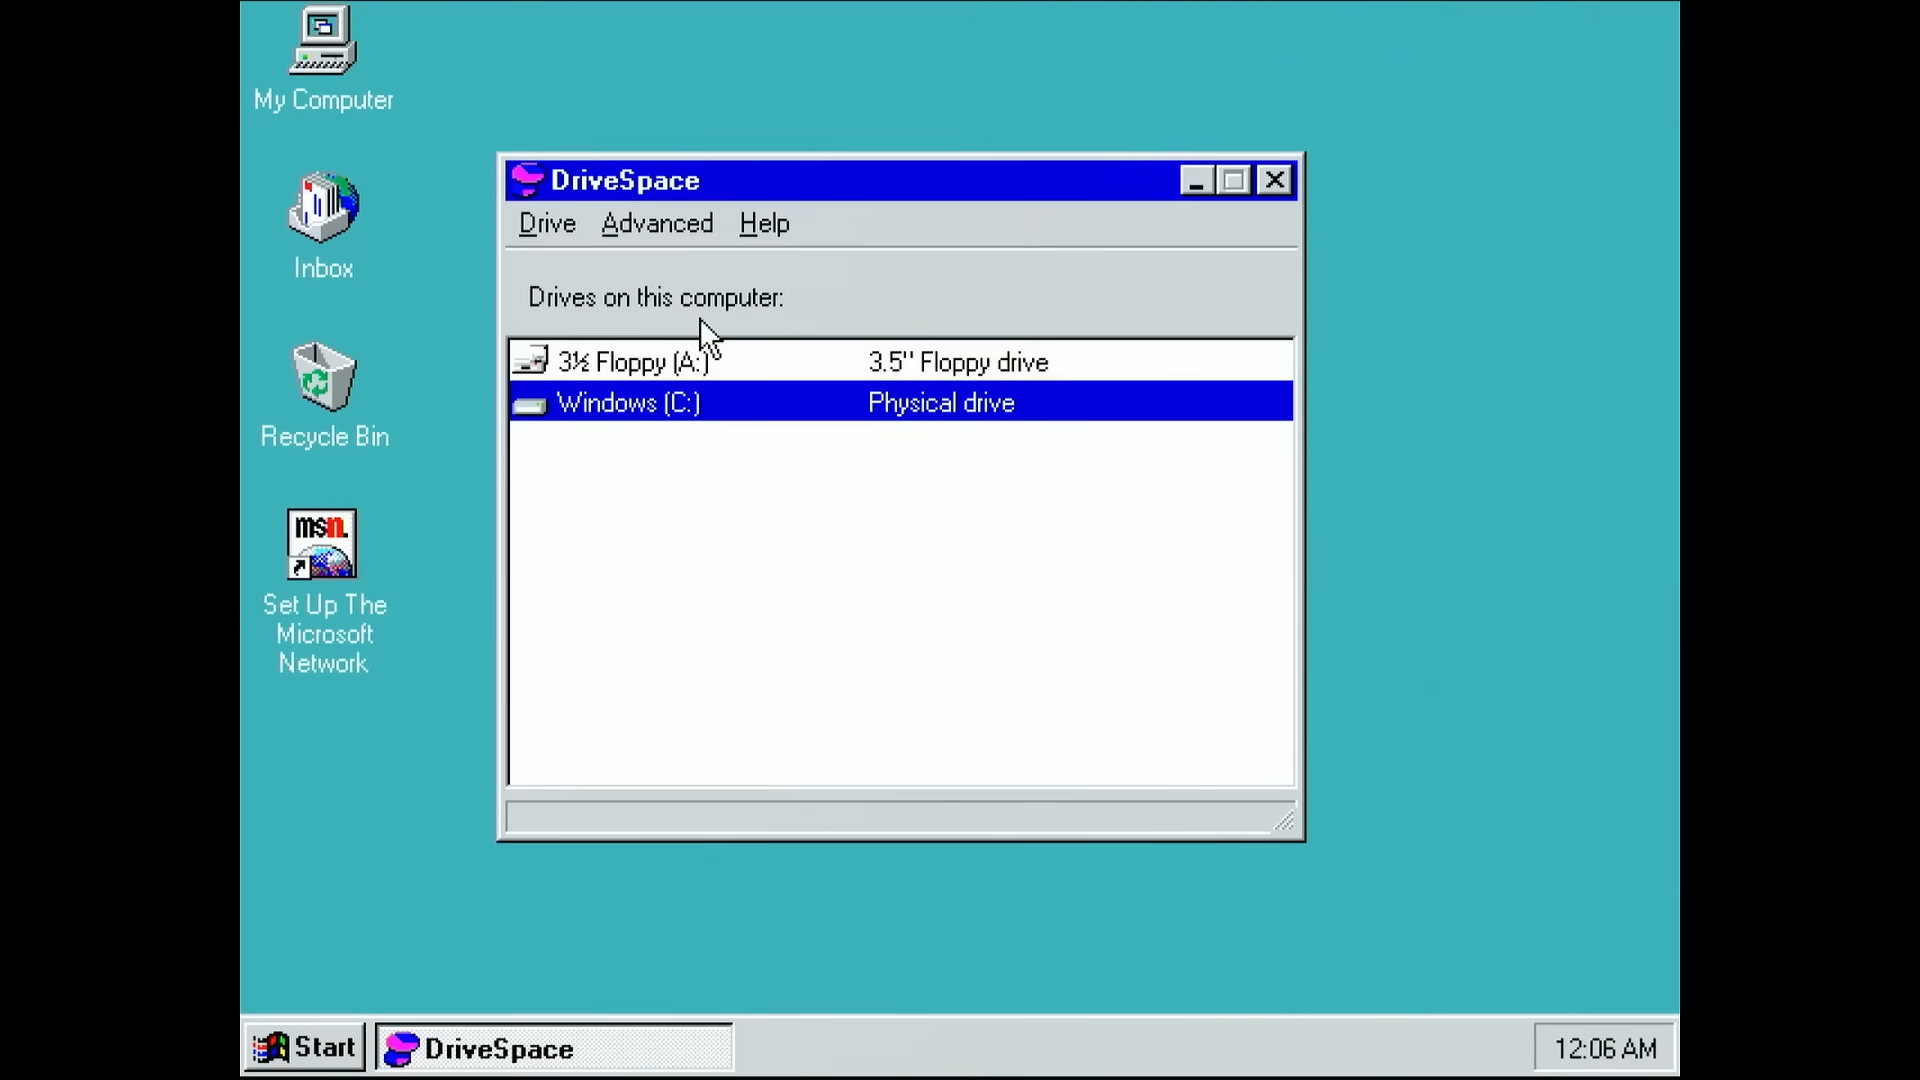 My Computer
Inbox
Recycle Bin
msn.
Set Up The
Microsoft
Network
DriveSpace
Drive Advanced Help
Drives on this computer:
3½ Floppy (A:) 3.5" Floppy drive
Windows (C:) Physical drive
Start DriveSpace 12:06 AM